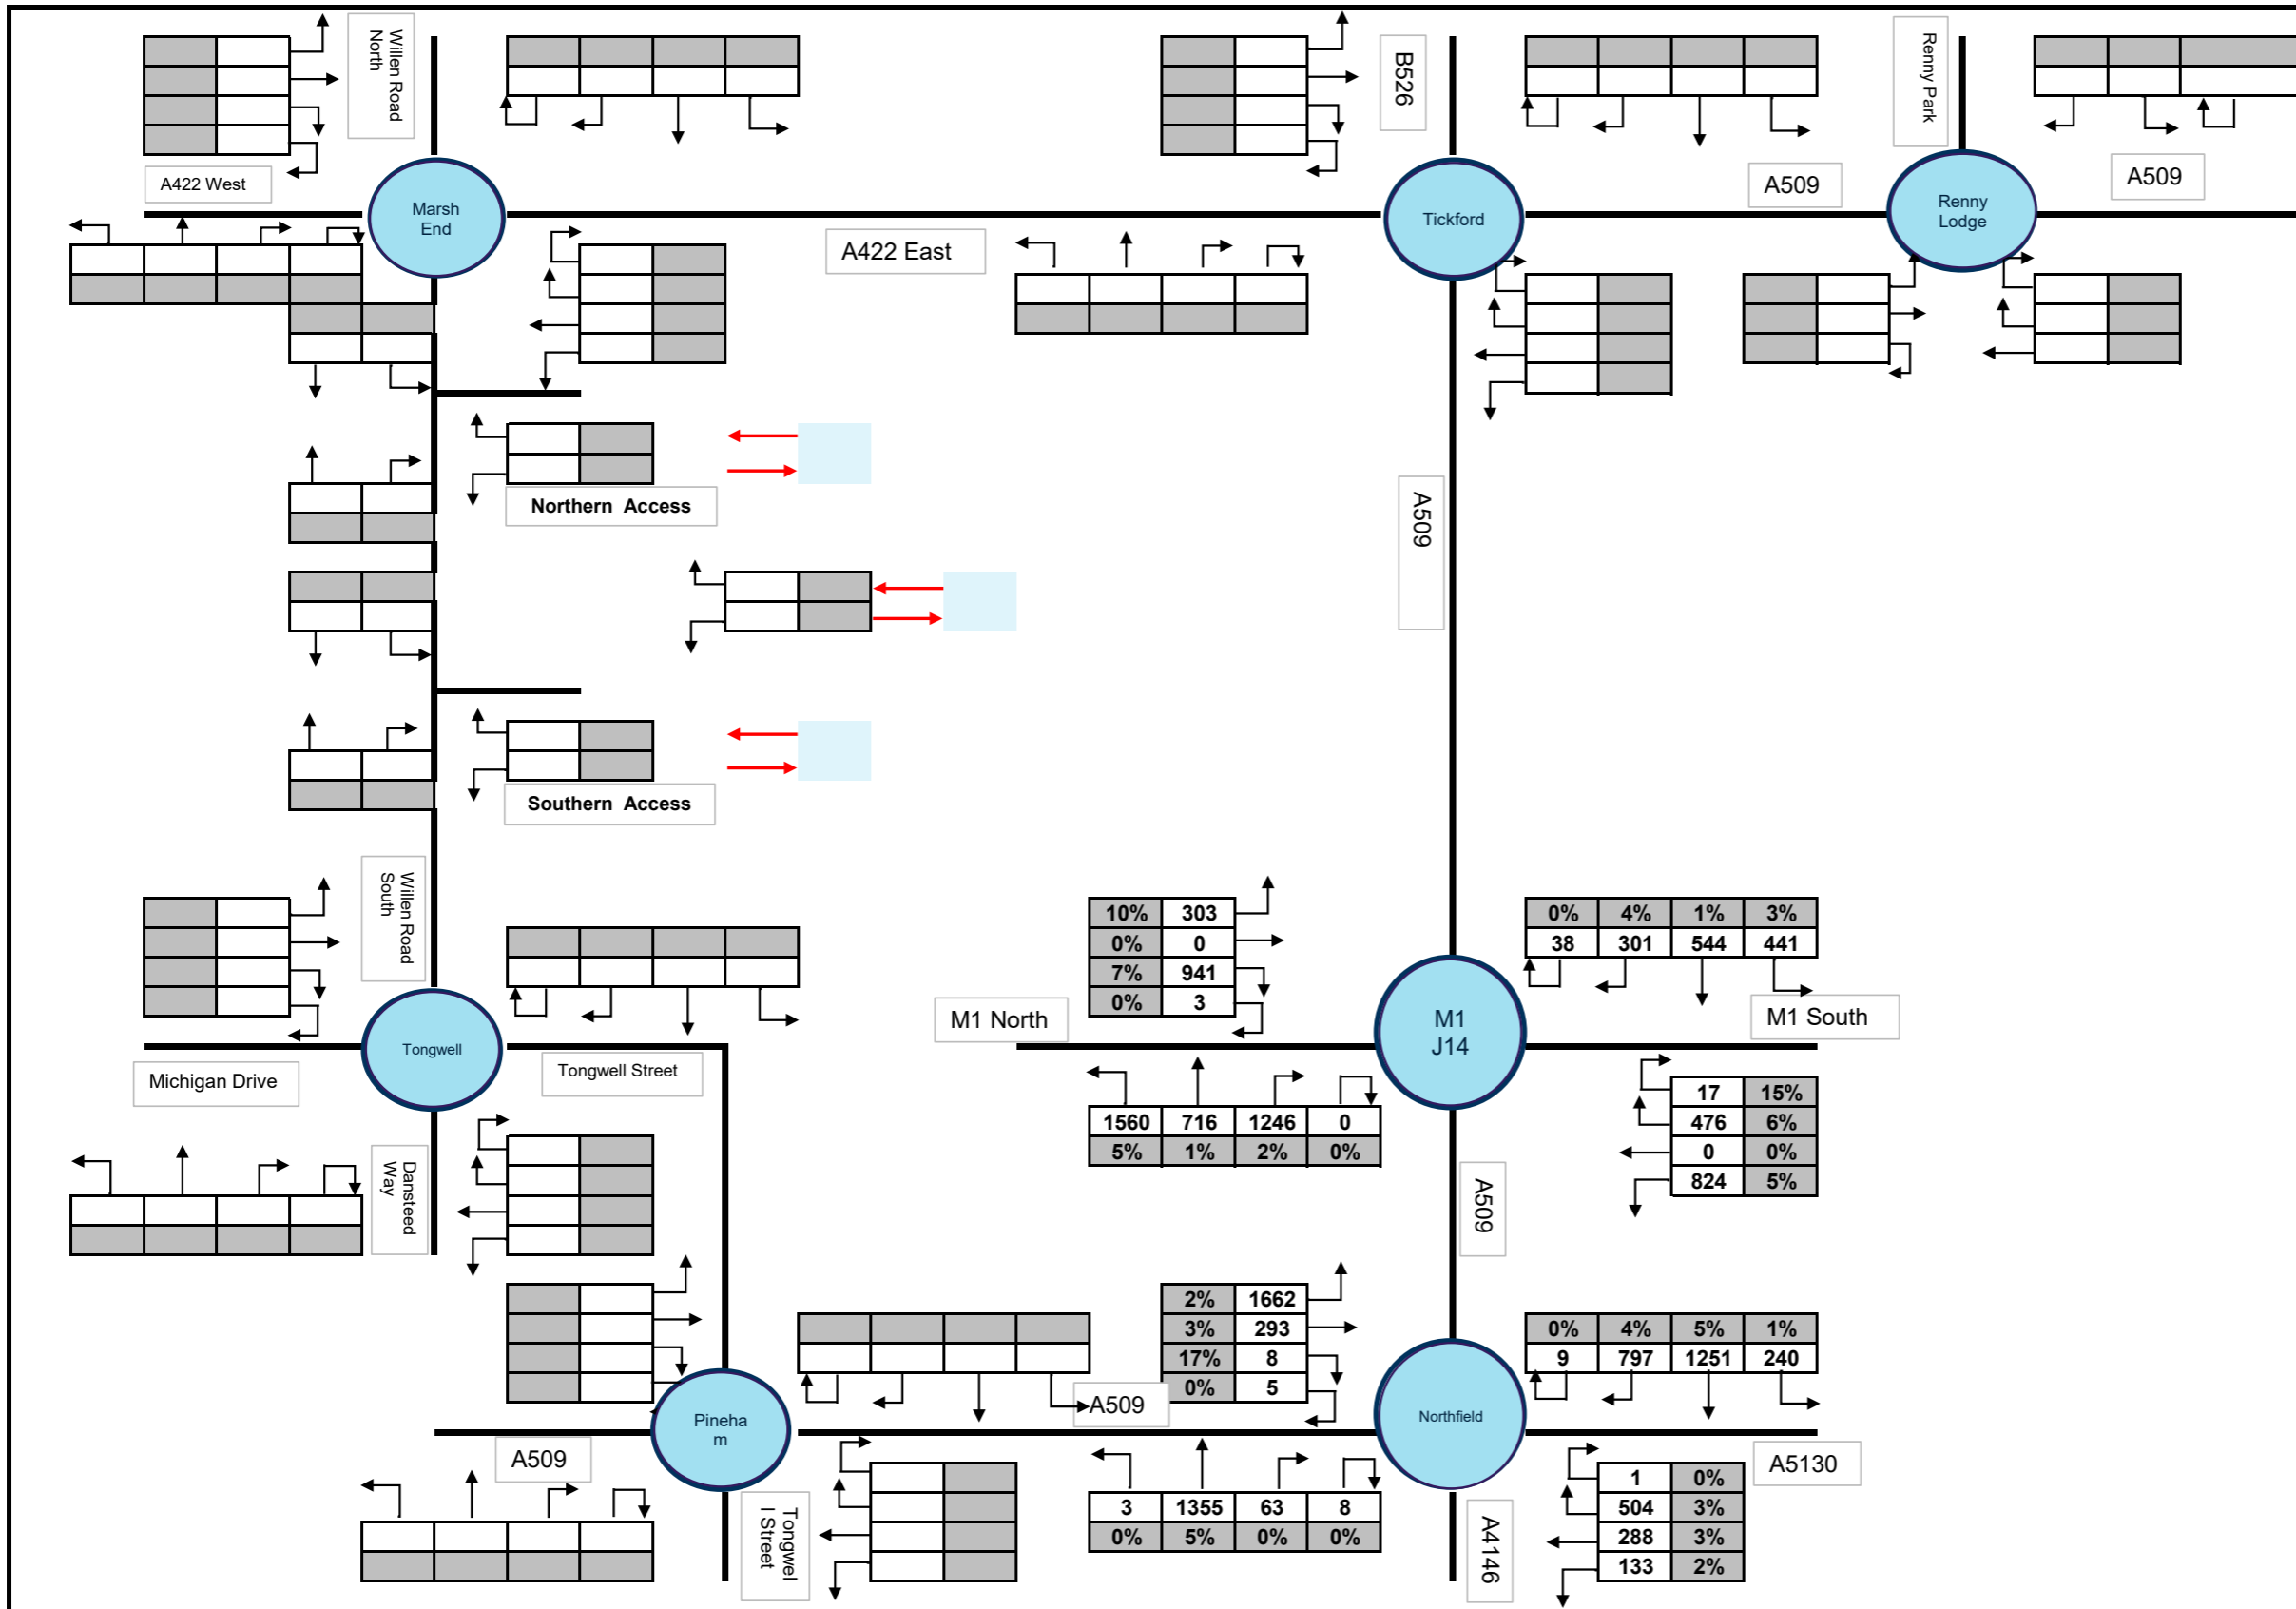 Willen Road
North
B526
Renny Park
A422 West
A509
A509
Marsh
End
Tickford
Renny
Lodge
A422 East
Northern Access
A509
Southern Access
Willen Road
South
10% 303
0% 0
7% 941
0% 3
0% 4% 1% 3%
38 301 544 441
M1 North
M1
J14
M1 South
Tongwell
Michigan Drive
Tongwell Street
1560 716 1246 0
5% 1% 2% 0%
17 15%
476 6%
0 0%
824 5%
Dansteed
Way
A509
2% 1662
3% 293
17% 8
0% 5
0% 4% 5% 1%
9 797 1251 240
A509
Pineha
m
Northfield
A509
A5130
Tongwel
l Street
3 1355 63 8
0% 5% 0% 0%
A4146
1 0%
504 3%
288 3%
133 2%